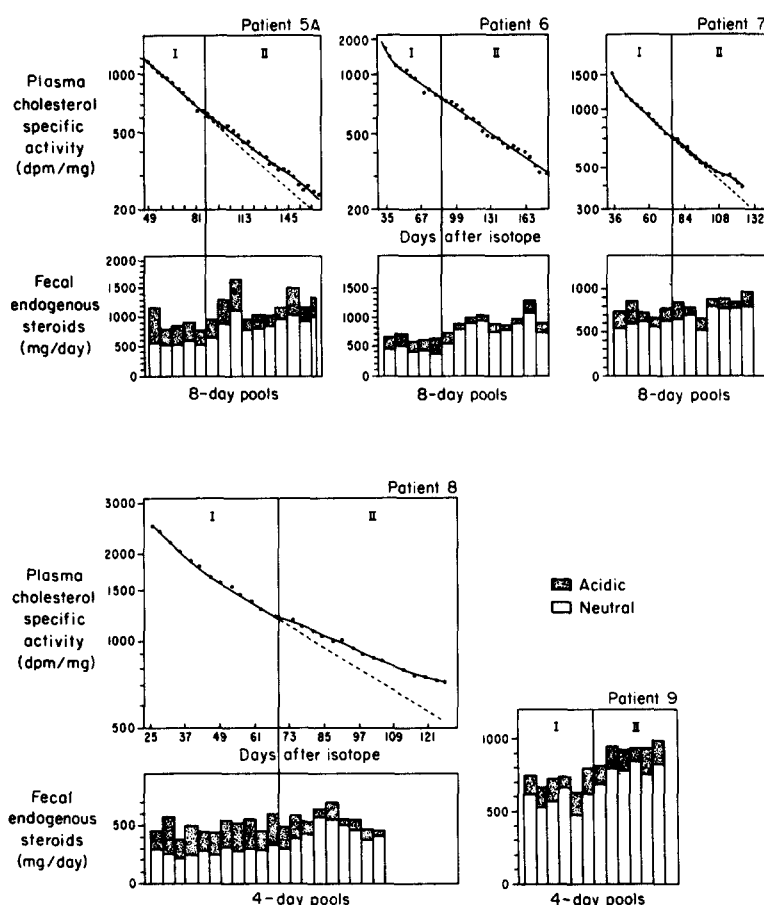 Patient 5A
Patient 6
Patient 7
I
II
I
II
I
II
Plasma
cholesterol
specific
activity
(dpm/mg)
1000
500
200
2000
1000
500
200
1500
1000
500
300
49
81
113
145
35
67
99
131
163
36
60
84
108
132
Days after isotope
Fecal
endogenous
steroids
(mg/day)
2000
1500
1000
500
0
1500
1000
500
0
1000
500
0
8-day pools
8-day pools
8-day pools
Patient 8
I
II
Plasma
cholesterol
specific
activity
(dpm/mg)
3000
2000
1500
1000
500
25
37
49
61
73
85
97
109
121
Days after isotope
Acidic
Neutral
Patient 9
I
II
1000
500
0
4-day pools
Fecal
endogenous
steroids
(mg/day)
500
0
4-day pools